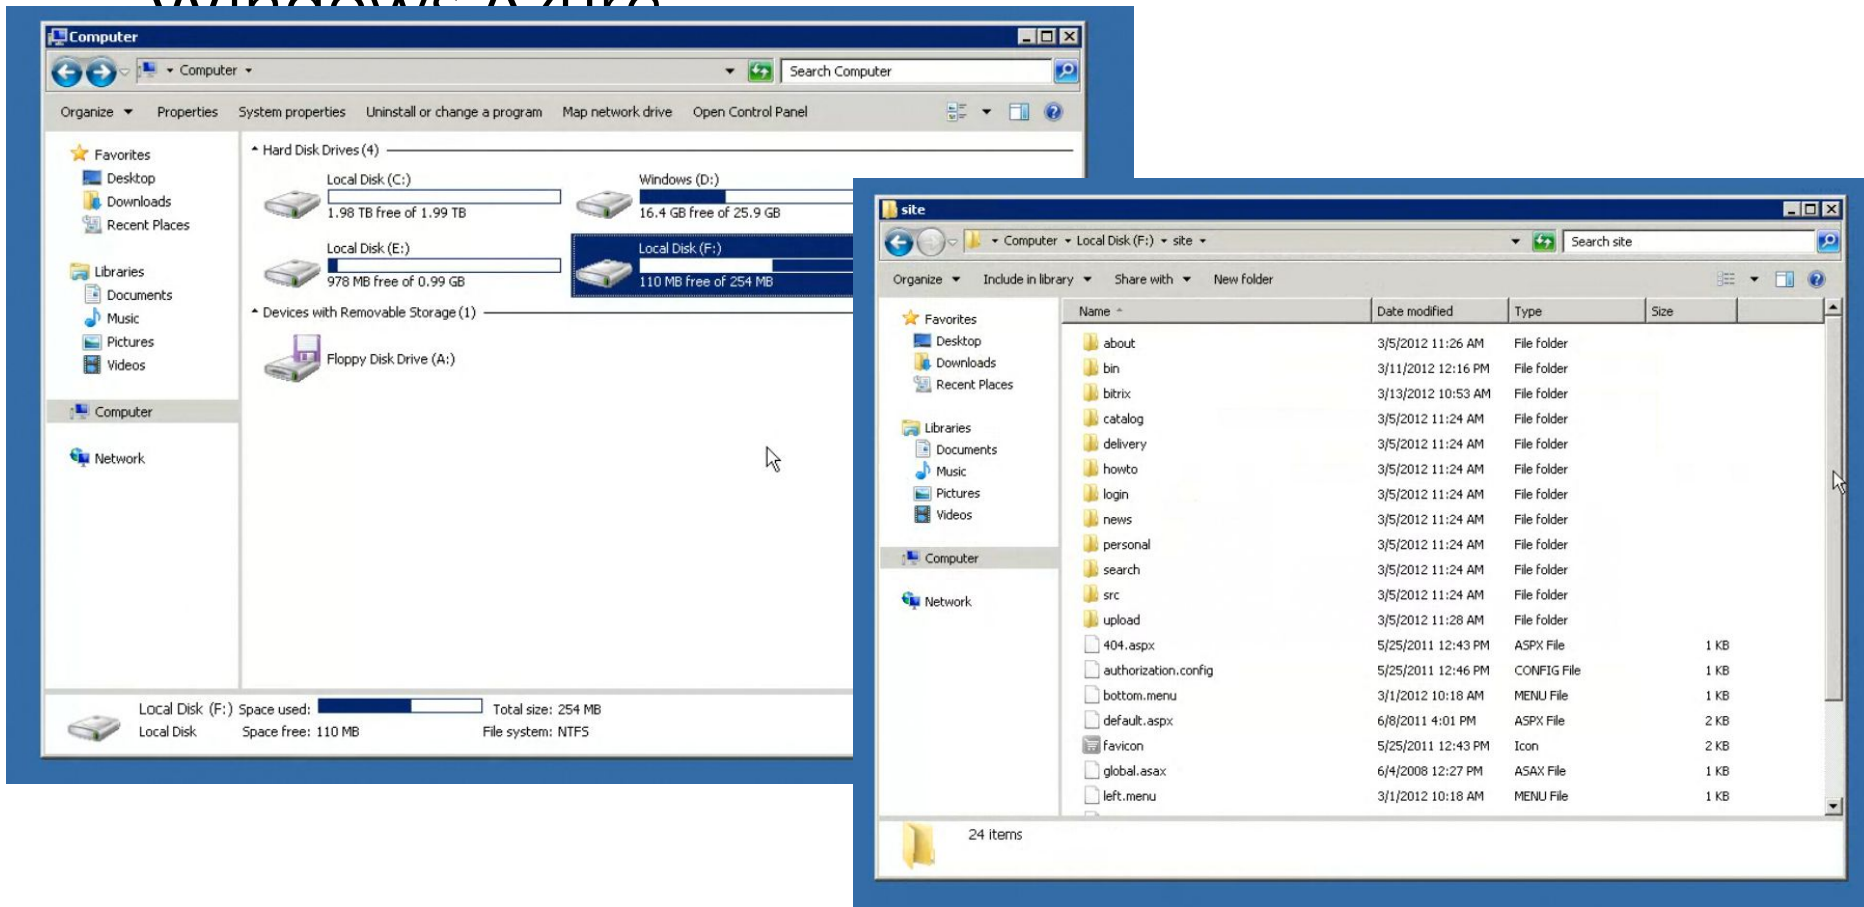 Windows Azure
Computer
Computer
Search Computer
Organize Properties System properties Uninstall or change a program Map network drive Open Control Panel
Favorites
Desktop
Downloads
Recent Places
Libraries
Documents
Music
Pictures
Videos
Computer
Network
Hard Disk Drives (4)
Local Disk (C:)
1.98 TB free of 1.99 TB
Windows (D:)
16.4 GB free of 25.9 GB
Local Disk (E:)
978 MB free of 0.99 GB
Local Disk (F:)
110 MB free of 254 MB
Devices with Removable Storage (1)
Floppy Disk Drive (A:)
Local Disk (F:) Space used: Total size: 254 MB
Local Disk Space free: 110 MB File system: NTFS
site
Computer Local Disk (F:) site
Search site
Organize Include in library Share with New folder
Favorites
Desktop
Downloads
Recent Places
Libraries
Documents
Music
Pictures
Videos
Computer
Network
Name Date modified Type Size
about 3/5/2012 11:26 AM File folder
bin 3/11/2012 12:16 PM File folder
bitrix 3/13/2012 10:53 AM File folder
catalog 3/5/2012 11:24 AM File folder
delivery 3/5/2012 11:24 AM File folder
howto 3/5/2012 11:24 AM File folder
login 3/5/2012 11:24 AM File folder
news 3/5/2012 11:24 AM File folder
personal 3/5/2012 11:24 AM File folder
search 3/5/2012 11:24 AM File folder
src 3/5/2012 11:24 AM File folder
upload 3/5/2012 11:28 AM File folder
404.aspx 5/25/2011 12:43 PM ASPX File 1 KB
authorization.config 5/25/2011 12:46 PM CONFIG File 1 KB
bottom.menu 3/1/2012 10:18 AM MENU File 1 KB
default.aspx 6/8/2011 4:01 PM ASPX File 2 KB
favicon 5/25/2011 12:43 PM Icon 2 KB
global.asax 6/4/2008 12:27 PM ASAX File 1 KB
left.menu 3/1/2012 10:18 AM MENU File 1 KB
24 items